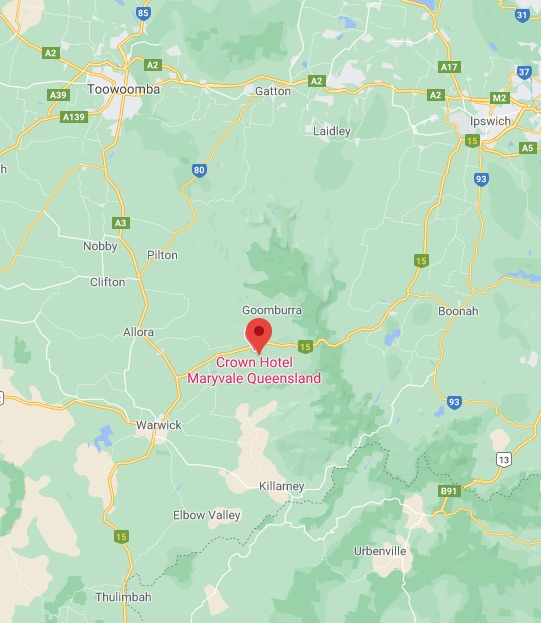 85
31
A2
A2
A17
37
A39
Toowoomba
A2
Gatton
A2
M2
A139
Laidley
Ipswich
15
A5
h
80
93
A3
Nobby
Pilton
15
Clifton
Goomburra
Boonah
Allora
15
Crown Hotel
Maryvale Queensland
93
Warwick
13
Killarney
B91
Elbow Valley
15
Urbenville
Thulimbah